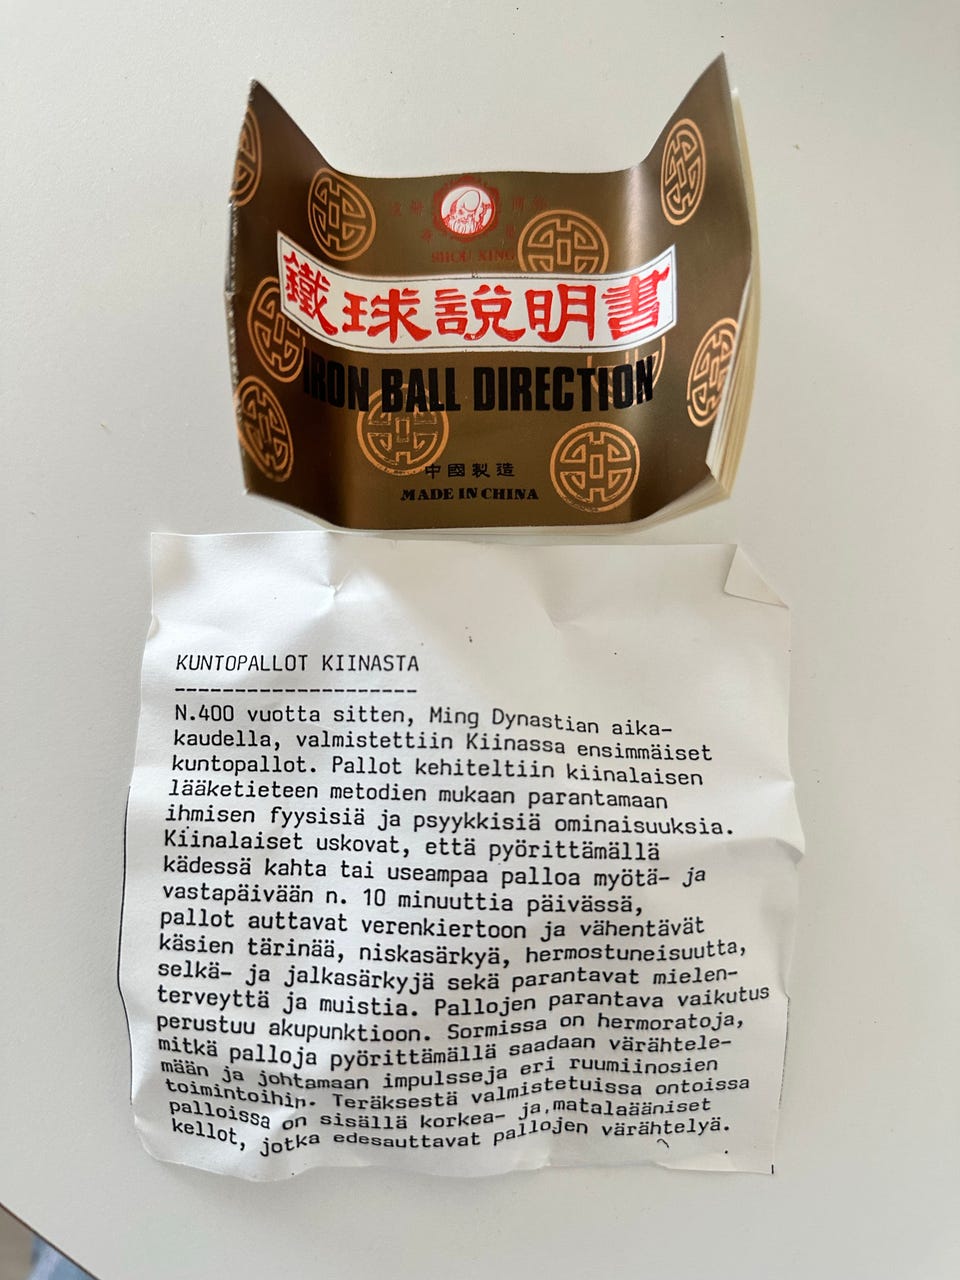 SHOU XING
鐵球説明書
IRON BALL DIRECTION
中國製造
MADE IN CHINA
KUNTOPALLOT KIINASTA
--------------------
N.400 vuotta sitten, Ming Dynastian aika-
kaudella, valmistettiin Kiinassa ensimmäiset
kuntopallot. Pallot kehiteltiin kiinalaisen
lääketieteen metodien mukaan parantamaan
ihmisen fyysisiä ja psyykkisiä ominaisuuksia.
Kiinalaiset uskovat, että pyörittämällä
kädessä kahta tai useampaa palloa myötä- ja
vastapäivään n. 10 minuuttia päivässä,
pallot auttavat verenkiertoon ja vähentävät
käsien tärinää, niskasärkyä, hermostuneisuutta,
selkä- ja jalkasärkyjä sekä parantavat mielen-
terveyttä ja muistia. Pallojen parantava vaikutus
perustuu akupunktioon. Sormissa on hermoratoja,
mitkä palloja pyörittämällä saadaan värähtele-
mään ja johtamaan impulsseja eri ruumiinosien
toimintoihin. Teräksestä valmistetuissa ontoissa
palloissa on sisällä korkea- ja,matalaääniset
kellot, jotka edesauttavat pallojen värähtelyä.